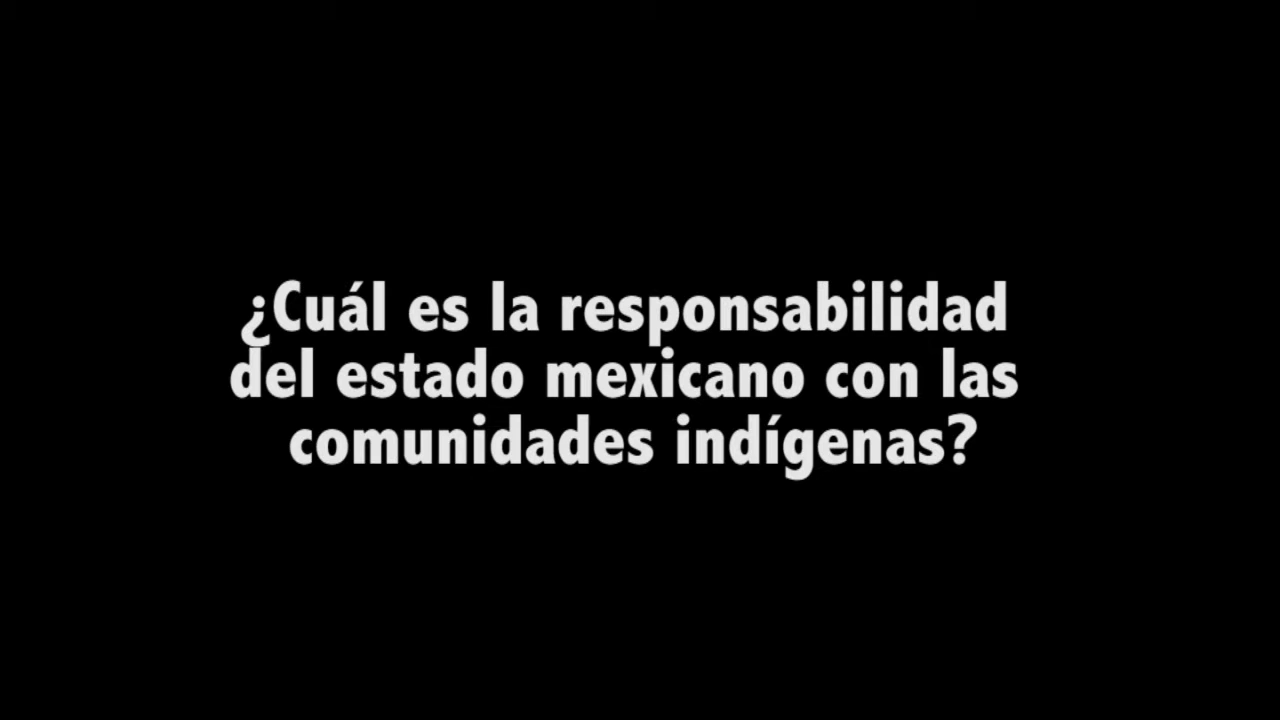 ¿Cuál es la responsabilidad
del estado mexicano con las
comunidades indígenas?